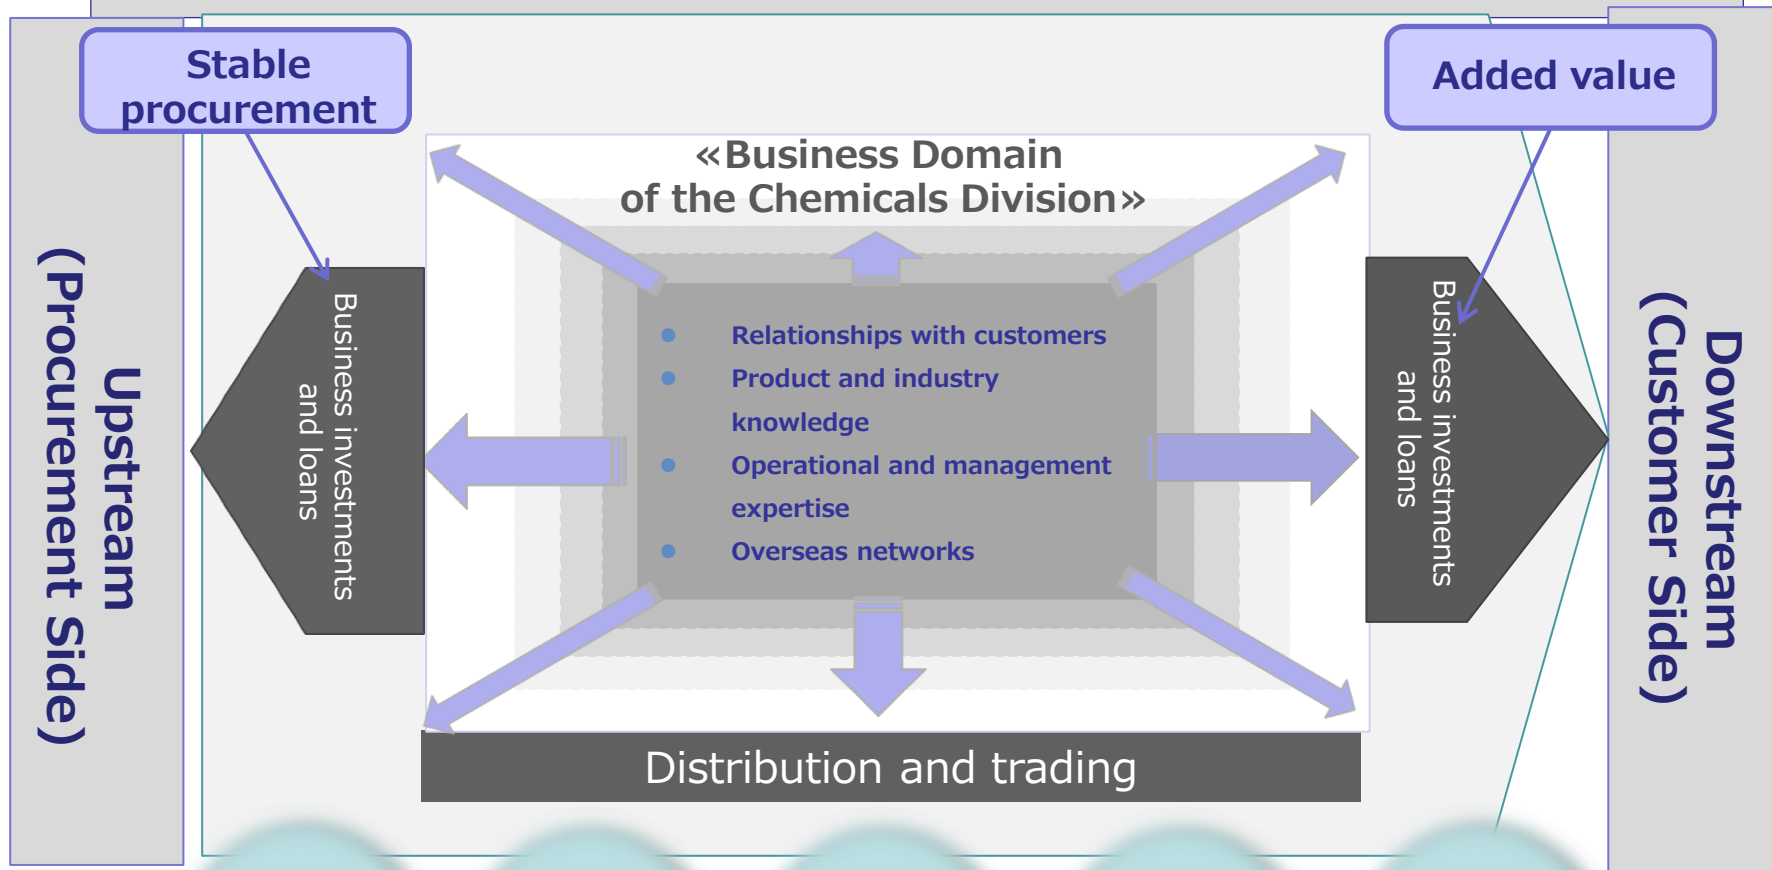 Stable
procurement
Added value
«Business Domain
of the Chemicals Division»
Upstream
(Procurement Side)
Business investments
and loans
● Relationships with customers
● Product and industry
knowledge
● Operational and management
expertise
● Overseas networks
Business investments
and loans
Downstream
(Customer Side)
Distribution and trading